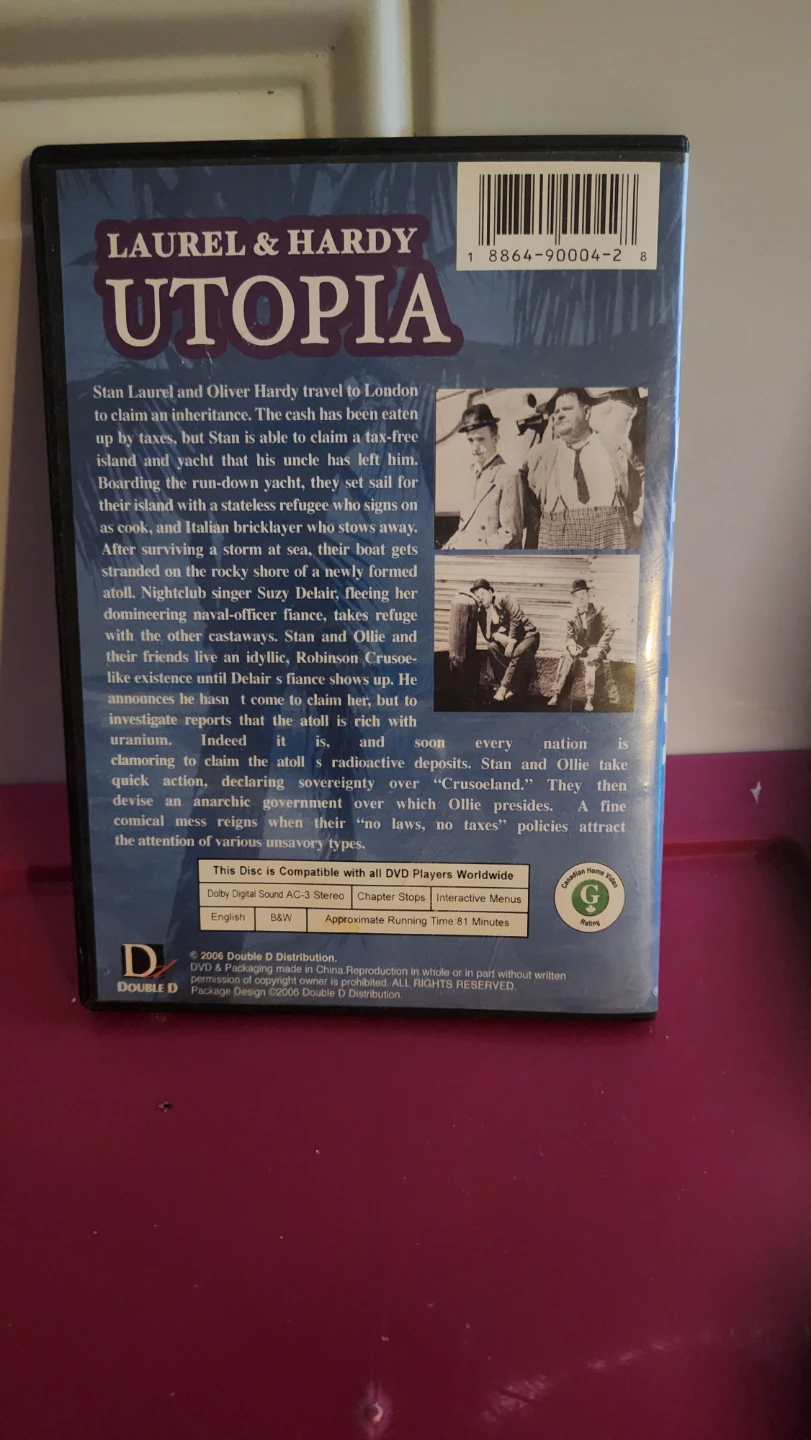 1 8864-90004-2 8
LAUREL & HARDY
UTOPIA
Stan Laurel and Oliver Hardy travel to London
to claim an inheritance. The cash has been eaten
up by taxes, but Stan is able to claim a tax-free
island and yacht that his uncle has left him.
Boarding the run-down yacht, they set sail for
their island with a stateless refugee who signs on
as cook, and Italian bricklayer who stows away.
After surviving a storm at sea, their boat gets
stranded on the rocky shore of a newly formed
atoll. Nightclub singer Suzy Delair, fleeing her
domineering naval-officer fiance, takes refuge
with the other castaways. Stan and Ollie and
their friends live an idyllic, Robinson Crusoe-
like existence until Delair s fiance shows up. He
announces he hasn t come to claim her, but to
investigate reports that the atoll is rich with
uranium. Indeed it is, and soon every nation is
clamoring to claim the atoll s radioactive deposits. Stan and Ollie take
quick action, declaring sovereignty over “Crusoeland.” They then
devise an anarchic government over which Ollie presides. A fine
comical mess reigns when their “no laws, no taxes” policies attract
the attention of various unsavory types.
This Disc is Compatible with all DVD Players Worldwide
Dolby Digital Sound AC-3 Stereo Chapter Stops Interactive Menus
English B&W Approximate Running Time:81 Minutes
Canadian Home Video
G
Rating
D
DOUBLE D
© 2006 Double D Distribution.
DVD & Packaging made in China.Reproduction in whole or in part without written
permission of copyright owner is prohibited. ALL RIGHTS RESERVED.
Package Design ©2006 Double D Distribution.